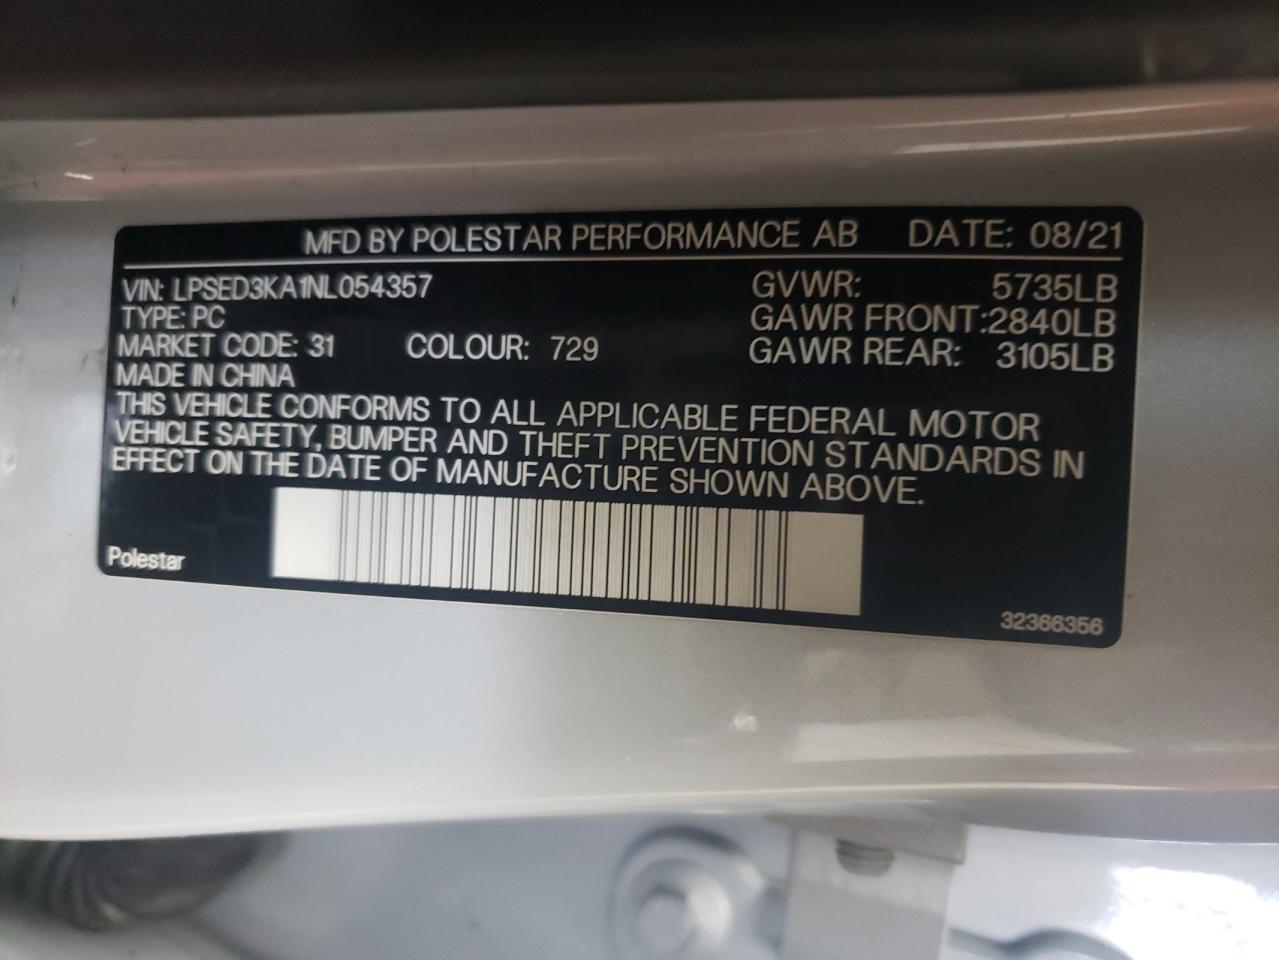 MFD BY POLESTAR PERFORMANCE AB DATE: 08/21
VIN: LPSED3KA1NL054357 GVWR: 5735LB
TYPE: PC GAWR FRONT:2840LB
MARKET CODE: 31 COLOUR: 729 GAWR REAR: 3105LB
MADE IN CHINA
THIS VEHICLE CONFORMS TO ALL APPLICABLE FEDERAL MOTOR
VEHICLE SAFETY, BUMPER AND THEFT PREVENTION STANDARDS IN
EFFECT ON THE DATE OF MANUFACTURE SHOWN ABOVE.
Polestar
32366356